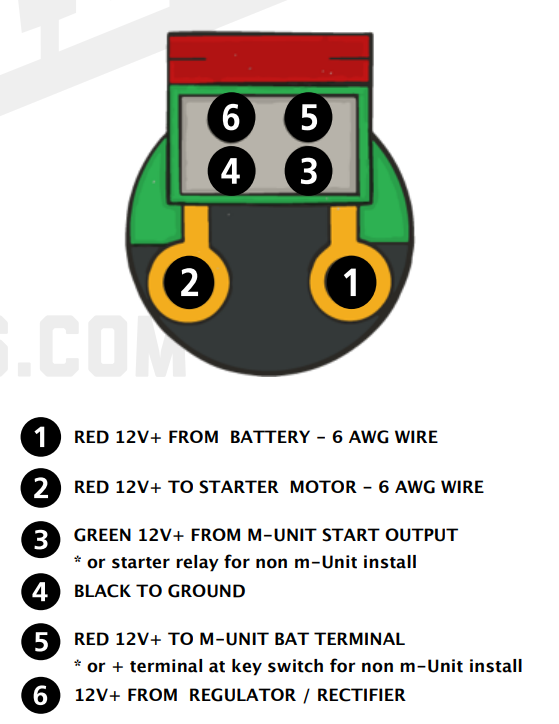 6 5
4 3
2 1
S.COM
1 RED 12V+ FROM BATTERY – 6 AWG WIRE
2 RED 12V+ TO STARTER MOTOR – 6 AWG WIRE
3 GREEN 12V+ FROM M-UNIT START OUTPUT
* or starter relay for non m-Unit install
4 BLACK TO GROUND
5 RED 12V+ TO M-UNIT BAT TERMINAL
* or + terminal at key switch for non m-Unit install
6 12V+ FROM REGULATOR / RECTIFIER